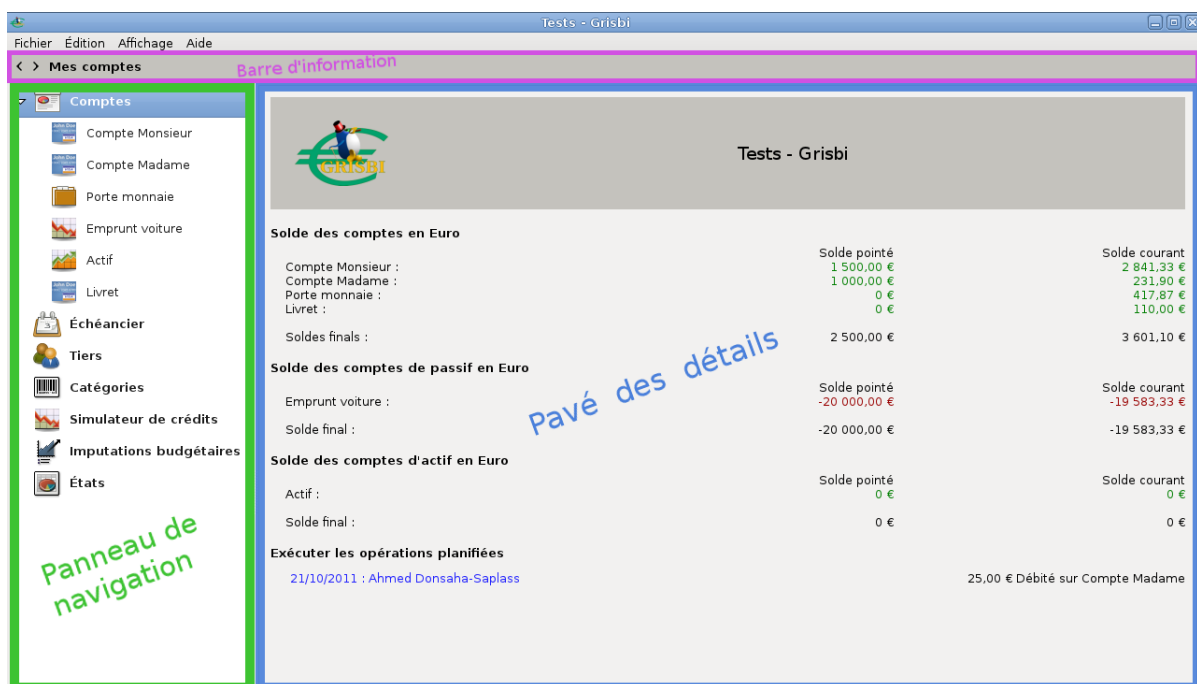 Tests - Grisbi
Fichier Édition Affichage Aide
< > Mes comptes
Barre d'information
Comptes
Compte Monsieur
Compte Madame
Porte monnaie
Emprunt voiture
Actif
Livret
Échéancier
Tiers
Catégories
Simulateur de crédits
Imputations budgétaires
États
Panneau de
navigation
GRISBI
Tests - Grisbi
Solde des comptes en Euro
Solde pointé Solde courant
Compte Monsieur : 1 500,00 € 2 841,33 €
Compte Madame : 1 000,00 € 231,90 €
Porte monnaie : 0 € 417,87 €
Livret : 0 € 110,00 €
Soldes finals : 2 500,00 € 3 601,10 €
Solde des comptes de passif en Euro
Solde pointé Solde courant
Emprunt voiture : -20 000,00 € -19 583,33 €
Solde final : -20 000,00 € -19 583,33 €
Pavé des détails
Solde des comptes d'actif en Euro
Solde pointé Solde courant
Actif : 0 € 0 €
Solde final : 0 € 0 €
Exécuter les opérations planifiées
21/10/2011 : Ahmed Donsaha-Saplass 25,00 € Débité sur Compte Madame